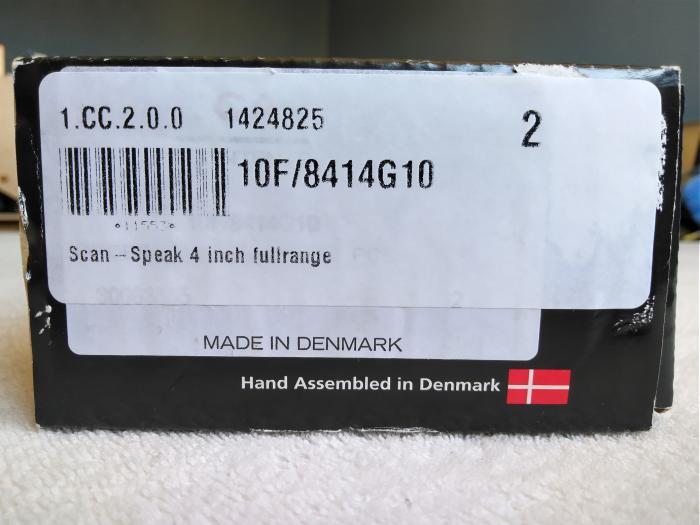 1.CC.2.0.0 1424825 2
10F/8414G10
Scan-Speak 4 inch fullrange
MADE IN DENMARK
Hand Assembled in Denmark